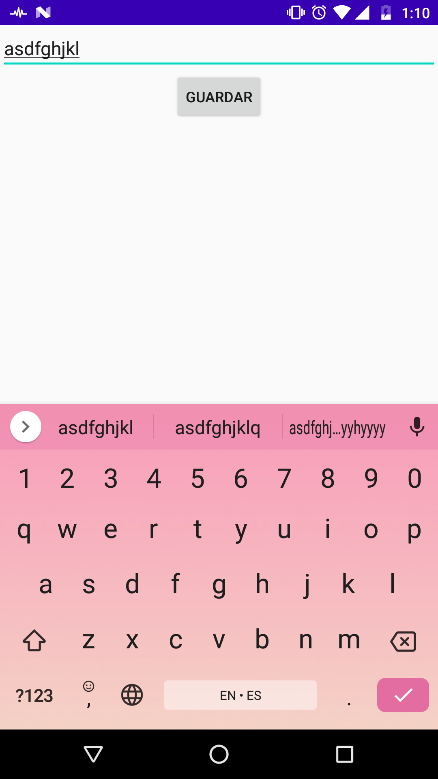 1:10
asdfghjkl
GUARDAR
asdfghjkl asdfghjklq asdfghj...yyhyyyy
1 2 3 4 5 6 7 8 9 0
q w e r t y u i o p
a s d f g h j k l
z x c v b n m
?123 , EN • ES .